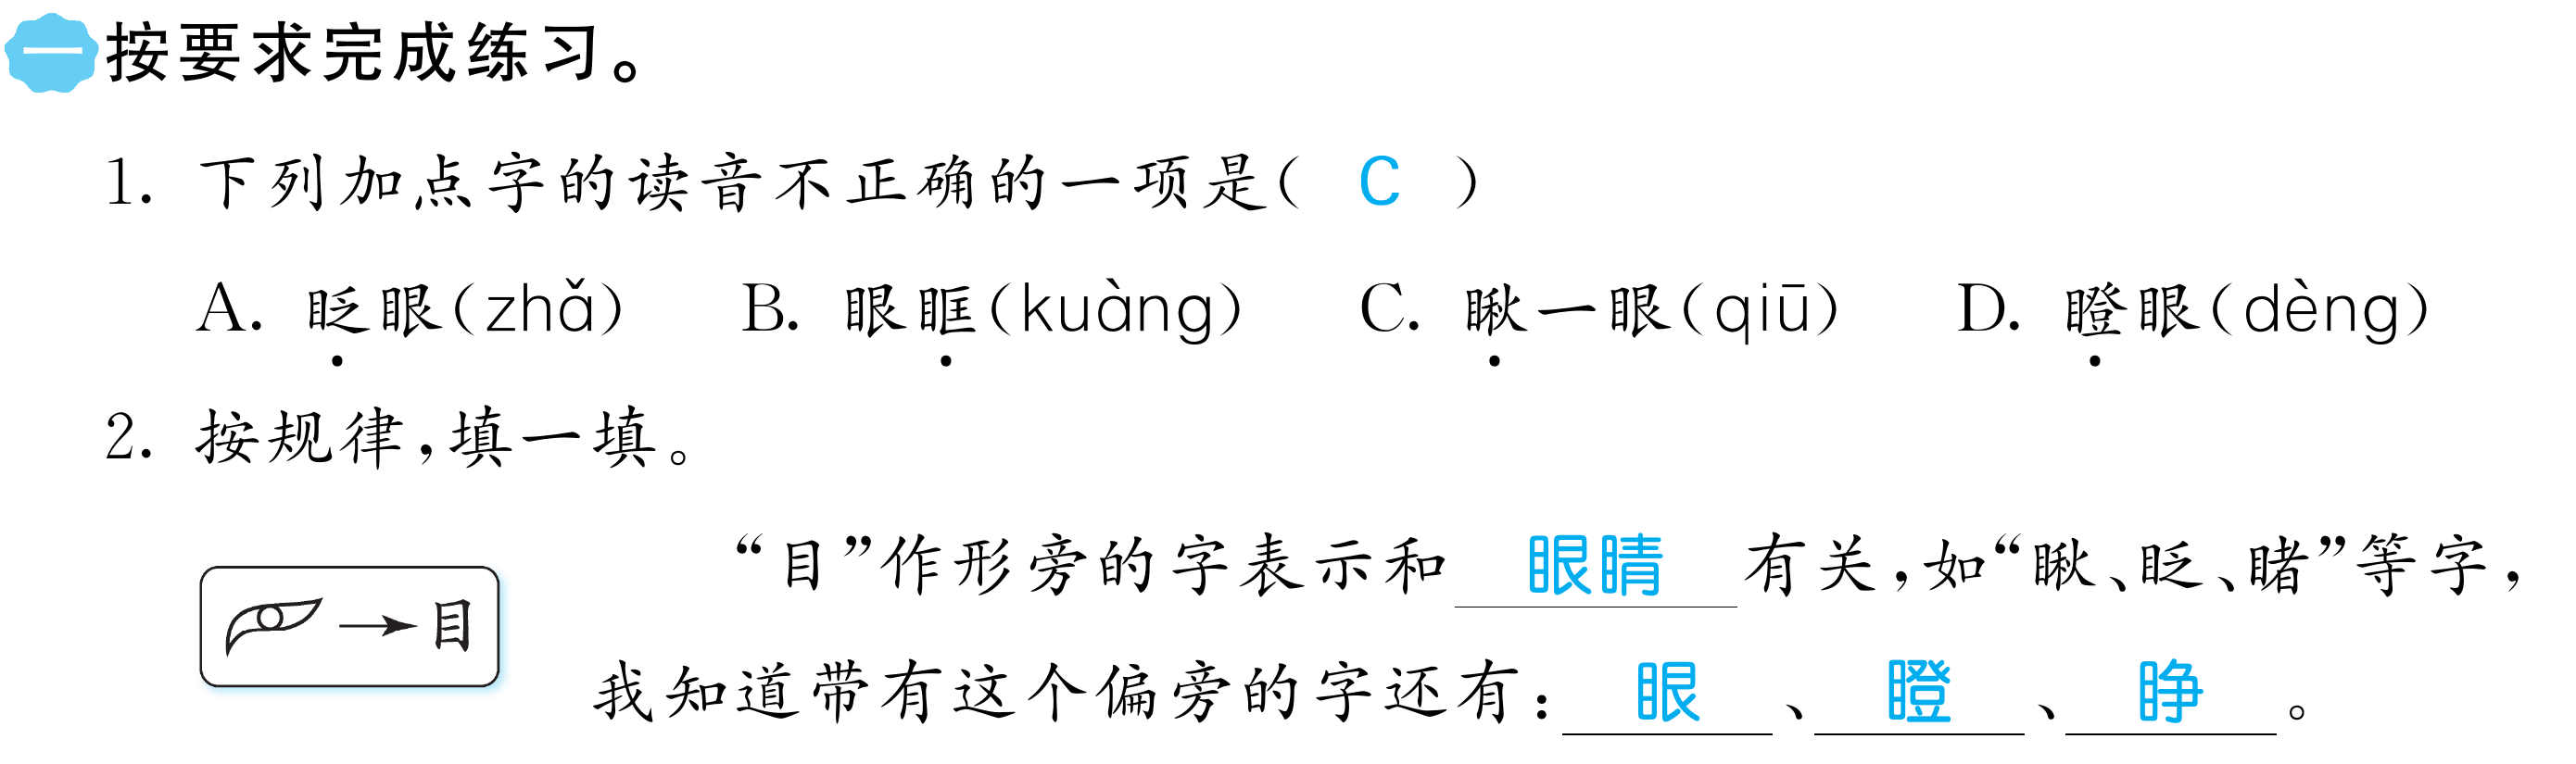 一 按要求完成练习。
1. 下列加点字的读音不正确的一项是( C )
A. 眨眼(zhǎ) B. 眼眶(kuàng) C. 瞅一眼(qiū) D. 瞪眼(dèng)
2. 按规律,填一填。
“目”作形旁的字表示和 眼睛 有关,如“瞅、眨、睹”等字,
→目
我知道带有这个偏旁的字还有: 眼 、 瞪 、 睁 。